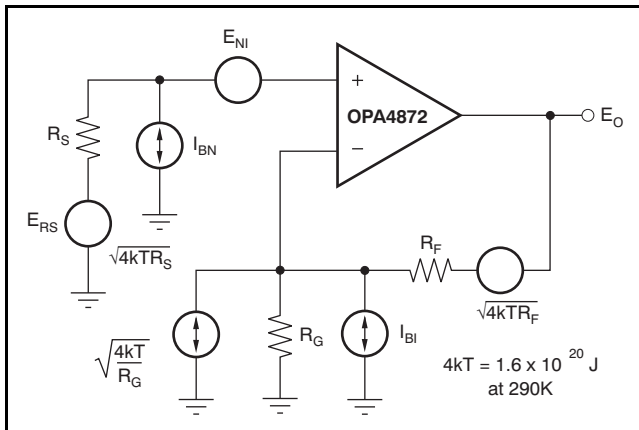 E_NI
+
OPA4872
−
E_O
R_S
I_BN
E_RS
√4kTR_S
R_F
√4kTR_F
√4kT/R_G
R_G
I_BI
4kT = 1.6 x 10 20 J
at 290K